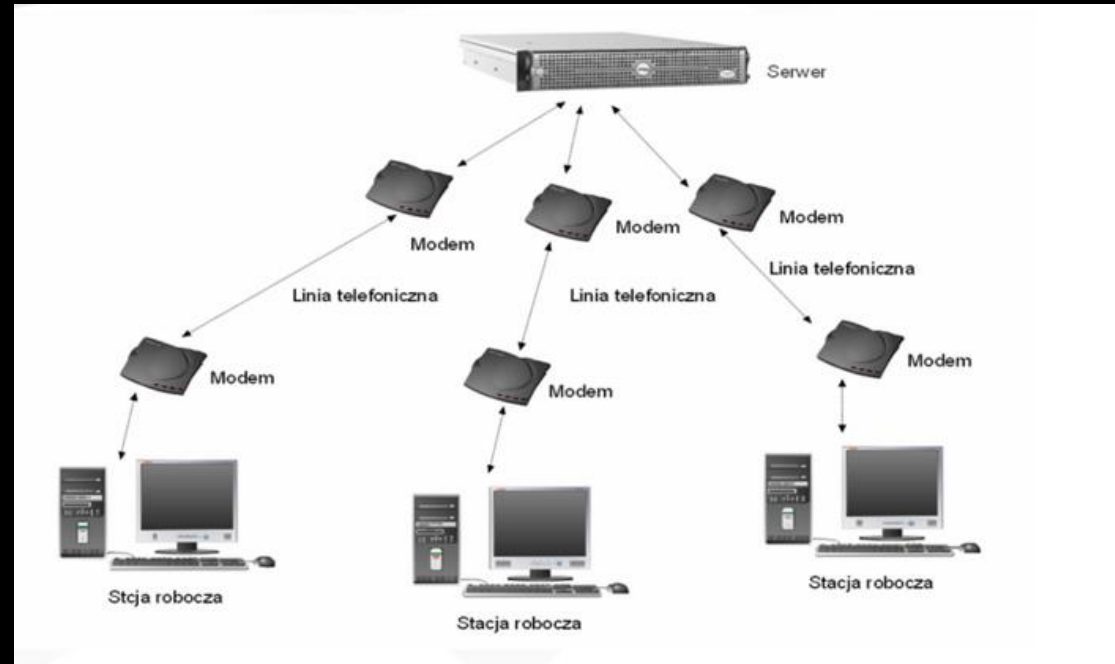 Serwer
Modem
Modem
Modem
Linia telefoniczna
Linia telefoniczna
Linia telefoniczna
Modem
Modem
Modem
Stcja robocza
Stacja robocza
Stacja robocza